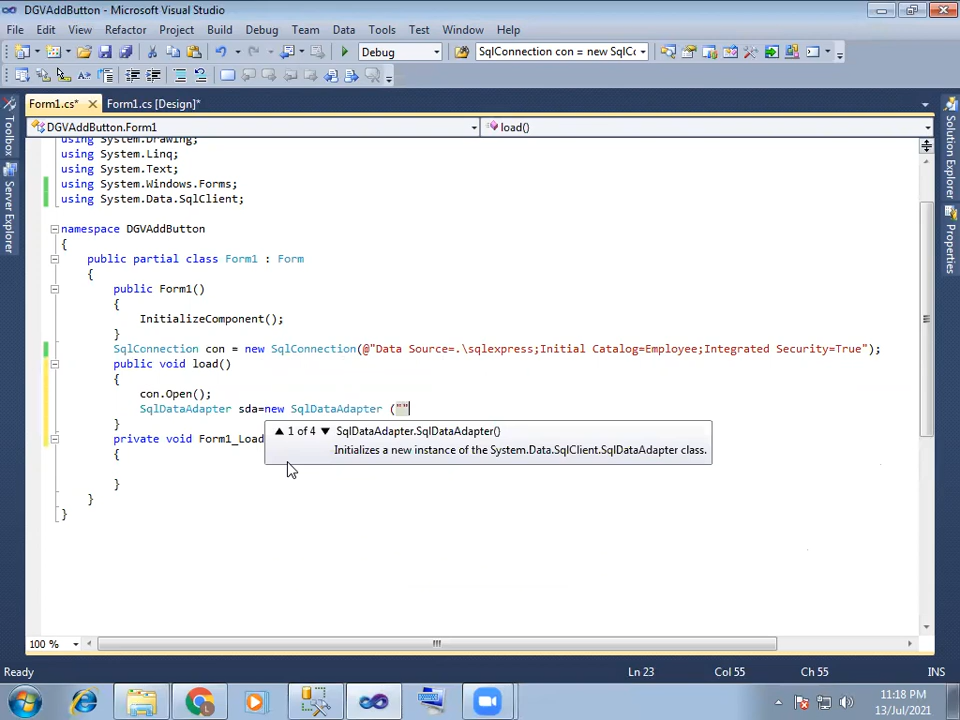 DGVAddButton - Microsoft Visual Studio
File Edit View Refactor Project Build Debug Team Data Tools Test Window Help
Debug SqlConnection con = new SqlCo
Form1.cs* Form1.cs [Design]*
DGVAddButton.Form1 load()
Toolbox
Server Explorer
Solution Explorer
Properties
using System.Drawing;
using System.Linq;
using System.Text;
using System.Windows.Forms;
using System.Data.SqlClient;
namespace DGVAddButton
{
public partial class Form1 : Form
{
public Form1()
{
InitializeComponent();
}
SqlConnection con = new SqlConnection(@"Data Source=.\sqlexpress;Initial Catalog=Employee;Integrated Security=True");
public void load()
{
con.Open();
SqlDataAdapter sda=new SqlDataAdapter (""
}
1 of 4 SqlDataAdapter.SqlDataAdapter()
private void Form1_Load
Initializes a new instance of the System.Data.SqlClient.SqlDataAdapter class.
{
}
}
}
100 %
Ready Ln 23 Col 55 Ch 55 INS
11:18 PM
13/Jul/2021